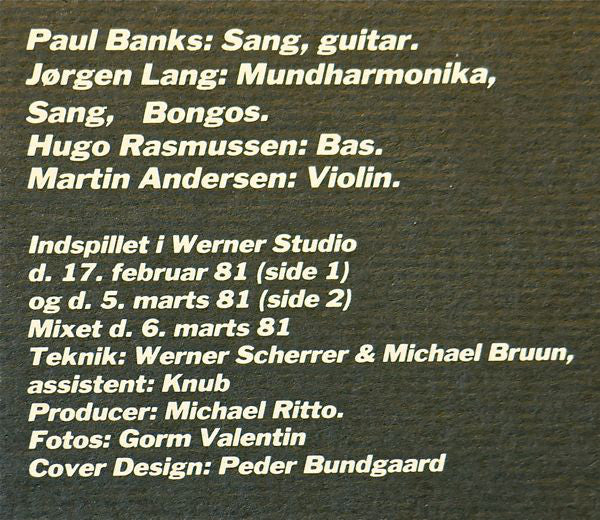 Paul Banks: Sang, guitar.
Jørgen Lang: Mundharmonika,
Sang, Bongos.
Hugo Rasmussen: Bas.
Martin Andersen: Violin.
Indspillet i Werner Studio
d. 17. februar 81 (side 1)
og d. 5. marts 81 (side 2)
Mixet d. 6. marts 81
Teknik: Werner Scherrer & Michael Bruun,
assistent: Knub
Producer: Michael Ritto.
Fotos: Gorm Valentin
Cover Design: Peder Bundgaard